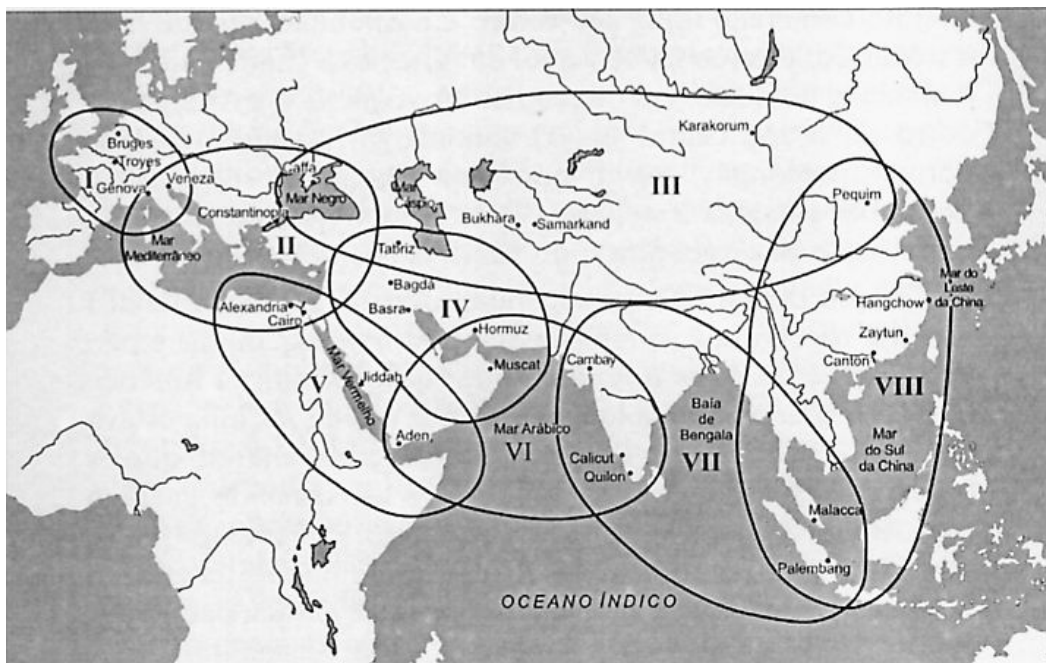 Karakorum
Bruges
Troyes
I
Gênova
Veneza
Caffa
Mar Negro
Constantinopla
Mar
Cáspio
III
Bukhara
Samarkand
Pequim
Mar
Mediterrâneo
II
Tabriz
Bagdá
Basra
IV
Hormuz
Muscat
Alexandria
Cairo
V
Mar Vermelho
Jiddah
Aden
Mar Arábico
VI
Cambay
Calicut
Quilon
Baía
de
Bengala
VII
Mar do
Leste
da China
Hangchow
Zaytun
Canton
VIII
Mar
do Sul
da China
Malacca
Palembang
OCEANO ÍNDICO